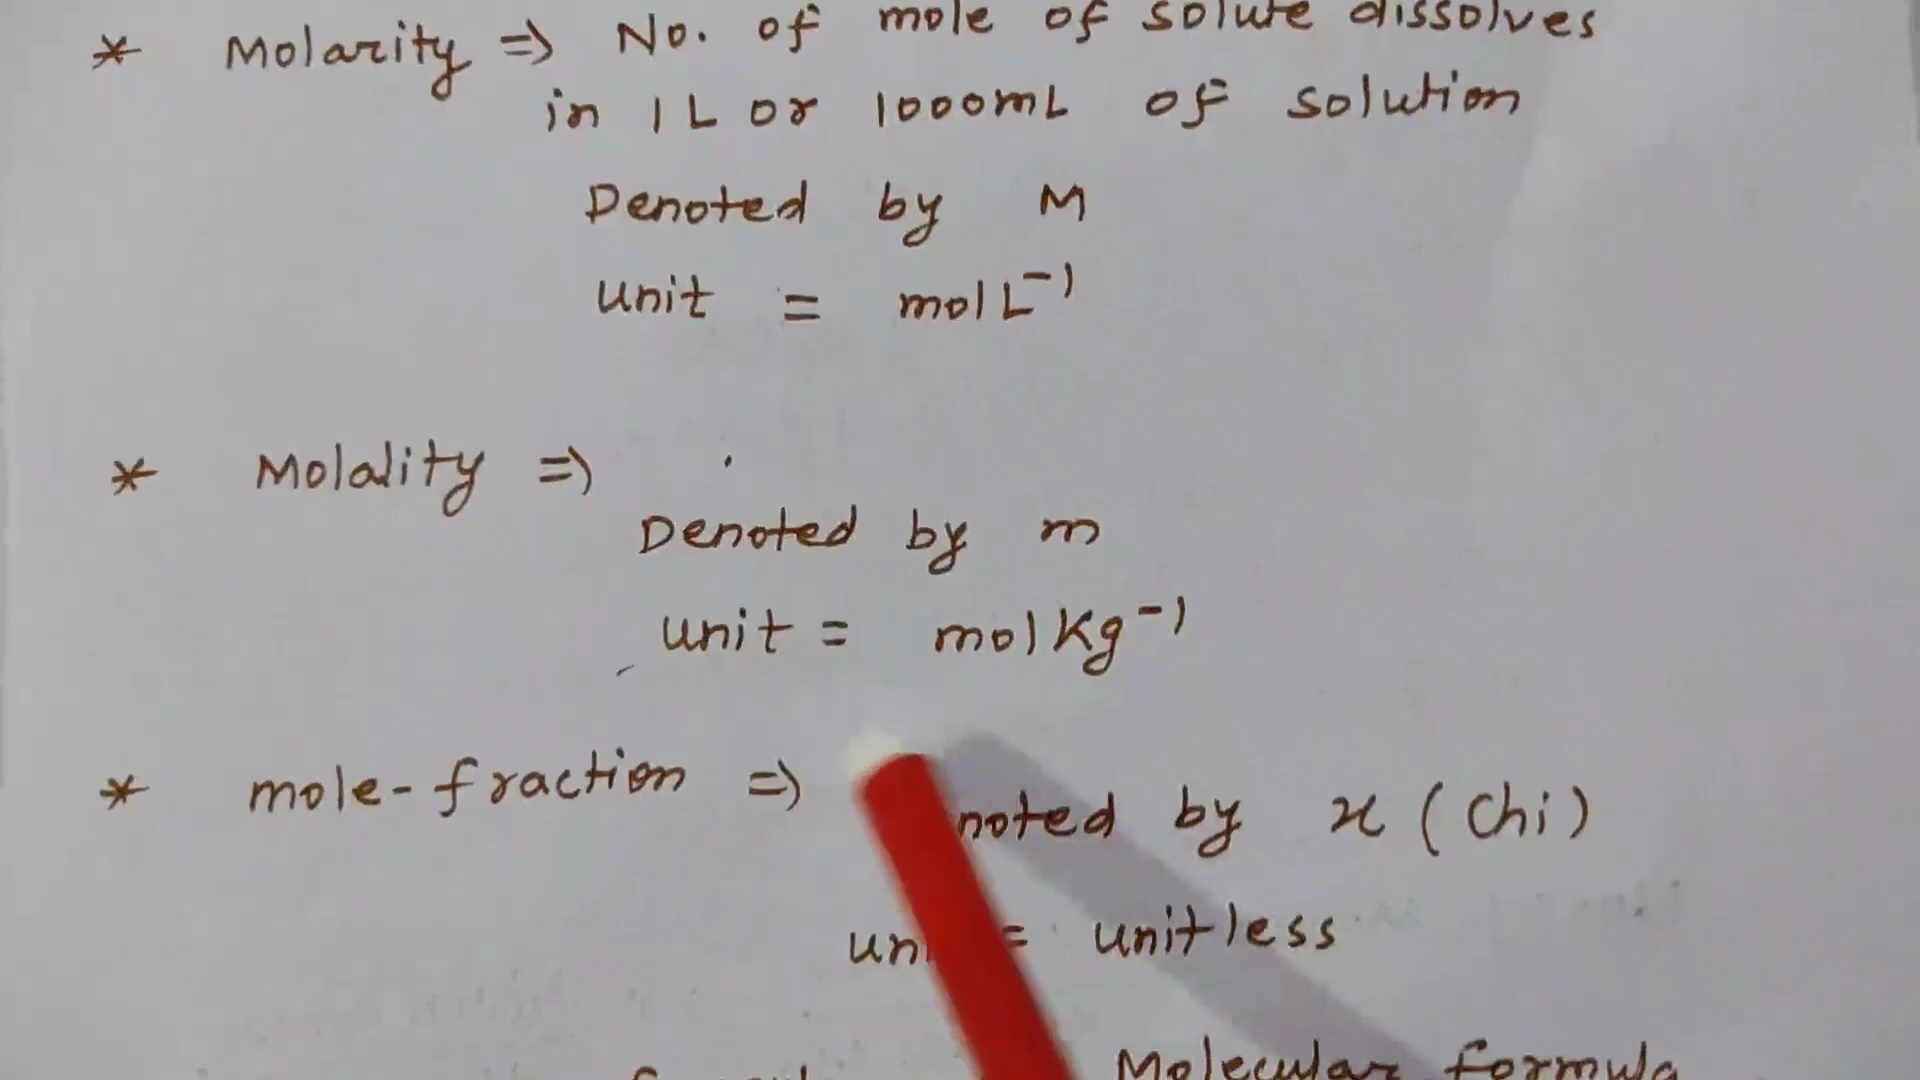 * Molarity => No. of mole of solute dissolves
in 1 L or 1000mL of solution
Denoted by M
unit = mol L⁻¹
* Molality =>
Denoted by m
unit = mol Kg⁻¹
* mole-fraction => noted by x (Chi)
= unitless
Molecular formula